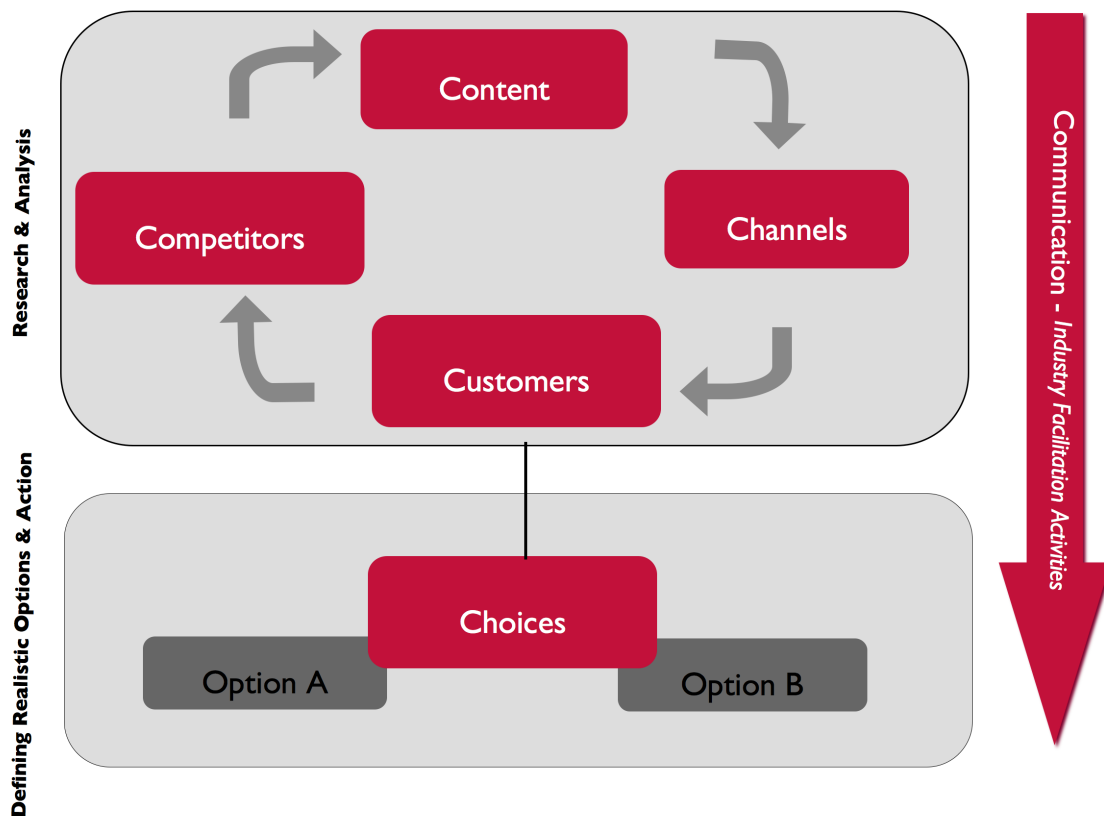 Research & Analysis
Content
Competitors
Channels
Customers
Communication - Industry Facilitation Activities
Defining Realistic Options & Action
Choices
Option A
Option B